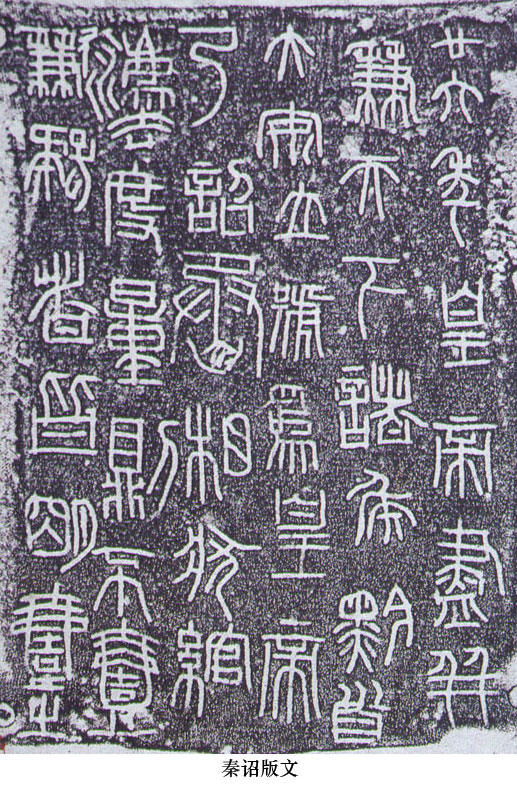 廿六年皇帝盡并
兼天下諸侯黔首
大安立號爲皇帝
乃詔丞相狀綰
灋度量則不壹
歉疑者皆明壹之
秦诏版文